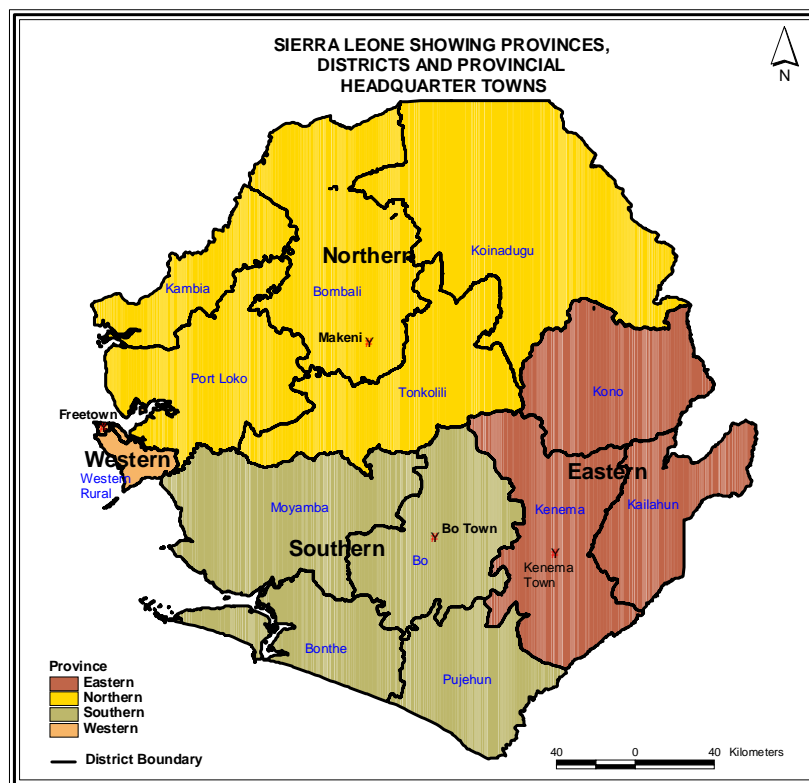 SIERRA LEONE SHOWING PROVINCES,
DISTRICTS AND PROVINCIAL
HEADQUARTER TOWNS
N
Northern
Koinadugu
Kambia
Bombali
Makeni
Port Loko
Tonkolili
Kono
Freetown
Western
Western
Rural
Eastern
Moyamba
Kenema
Kailahun
Bo Town
Southern
Bo
Kenema
Town
Bonthe
Pujehun
Province
Eastern
Northern
Southern
Western
District Boundary
40 0 40 Kilometers